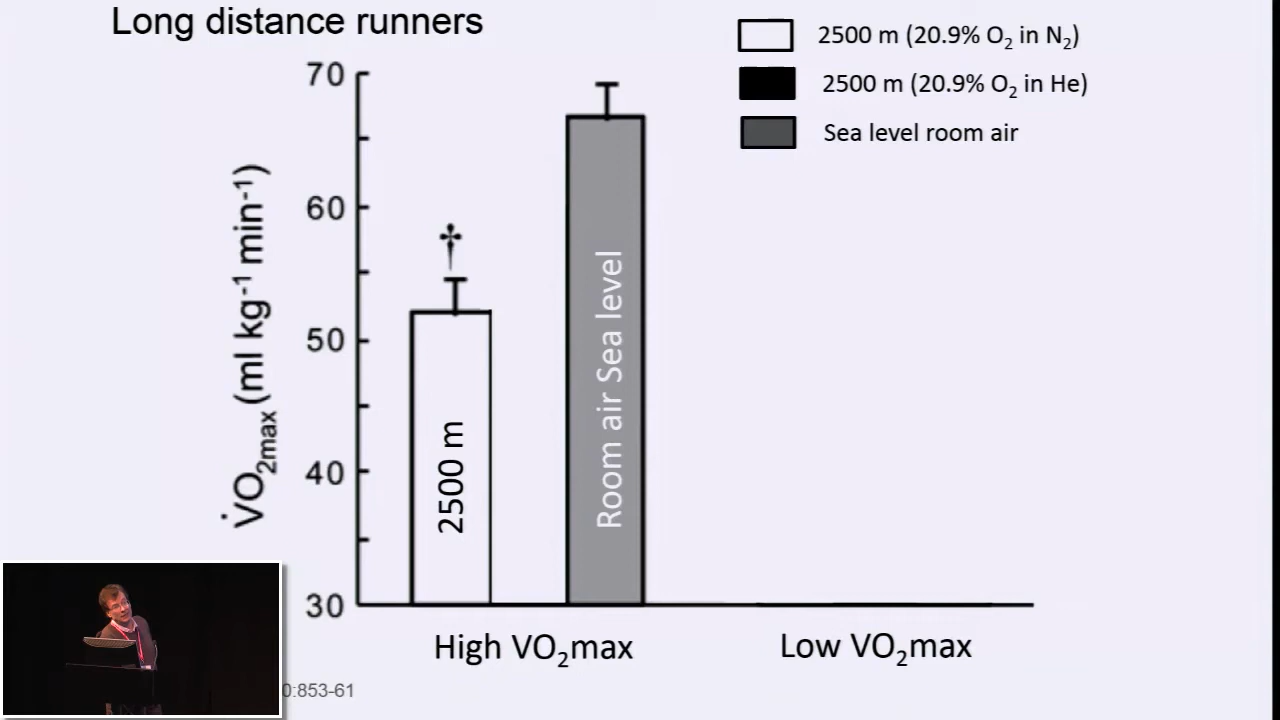 Long distance runners
2500 m (20.9% O₂ in N₂)
2500 m (20.9% O₂ in He)
Sea level room air
V̇O₂max (ml kg⁻¹ min⁻¹)
70
60
50
40
30
†
2500 m
Room air Sea level
High VO₂max
Low VO₂max
0:853-61